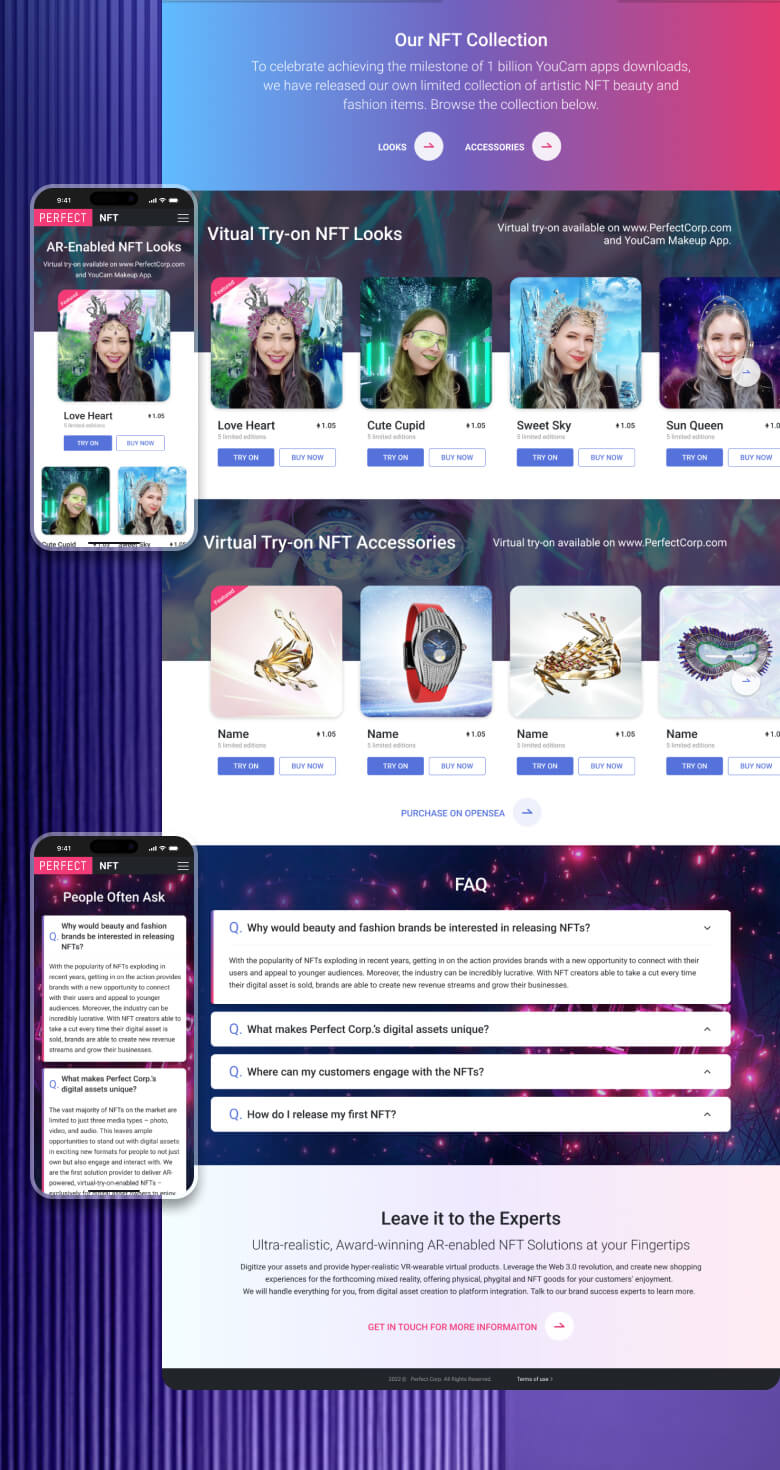 Our NFT Collection
To celebrate achieving the milestone of 1 billion YouCam apps downloads,
we have released our own limited collection of artistic NFT beauty and
fashion items. Browse the collection below.
LOOKS
ACCESSORIES
9:41
PERFECT NFT
AR-Enabled NFT Looks
Virtual try-on available on www.PerfectCorp.com
and YouCam Makeup App.
Featured
Love Heart
1.05
5 limited editions
TRY ON
BUY NOW
Cute Cupid
1.05
Sweet Sky
1.05
Vitual Try-on NFT Looks
Virtual try-on available on www.PerfectCorp.com
and YouCam Makeup App.
Featured
Love Heart
1.05
5 limited editions
TRY ON
BUY NOW
Cute Cupid
1.05
5 limited editions
TRY ON
BUY NOW
Sweet Sky
1.05
5 limited editions
TRY ON
BUY NOW
Sun Queen
1.0
5 limited editions
TRY ON
BUY NOW
Virtual Try-on NFT Accessories
Virtual try-on available on www.PerfectCorp.com
Featured
Name
1.05
5 limited editions
TRY ON
BUY NOW
Name
1.05
5 limited editions
TRY ON
BUY NOW
Name
1.05
5 limited editions
TRY ON
BUY NOW
Name
1.0
5 limited editions
TRY ON
BUY NOW
PURCHASE ON OPENSEA
9:41
PERFECT NFT
People Often Ask
Q. Why would beauty and fashion
brands be interested in releasing
NFTs?
With the popularity of NFTs exploding in
recent years, getting in on the action provides
brands with a new opportunity to connect
with their users and appeal to younger
audiences. Moreover, the industry can be
incredibly lucrative. With NFT creators able to
take a cut every time their digital asset is
sold, brands are able to create new revenue
streams and grow their businesses.
Q. What makes Perfect Corp.'s
digital assets unique?
The vast majority of NFTs on the market are
limited to just three media types – photo,
video, and audio. This leaves ample
opportunities to stand out with digital assets
in exciting new formats for people to not just
own but also engage and interact with. We
are the first solution provider to deliver AR-
powered, virtual-try-on-enabled NFTs –
exclusively for digital asset owners to enjoy
FAQ
Q. Why would beauty and fashion brands be interested in releasing NFTs?
With the popularity of NFTs exploding in recent years, getting in on the action provides brands with a new opportunity to connect with their
users and appeal to younger audiences. Moreover, the industry can be incredibly lucrative. With NFT creators able to take a cut every time
their digital asset is sold, brands are able to create new revenue streams and grow their businesses.
Q. What makes Perfect Corp.'s digital assets unique?
Q. Where can my customers engage with the NFTs?
Q. How do I release my first NFT?
Leave it to the Experts
Ultra-realistic, Award-winning AR-enabled NFT Solutions at your Fingertips
Digitize your assets and provide hyper-realistic VR-wearable virtual products. Leverage the Web 3.0 revolution, and create new shopping
experiences for the forthcoming mixed reality, offering physical, phygital and NFT goods for your customers' enjoyment.
We will handle everything for you, from digital asset creation to platform integration. Talk to our brand success experts to learn more.
GET IN TOUCH FOR MORE INFORMAITON
2022 © Perfect Corp. All Rights Reserved.
Terms of use